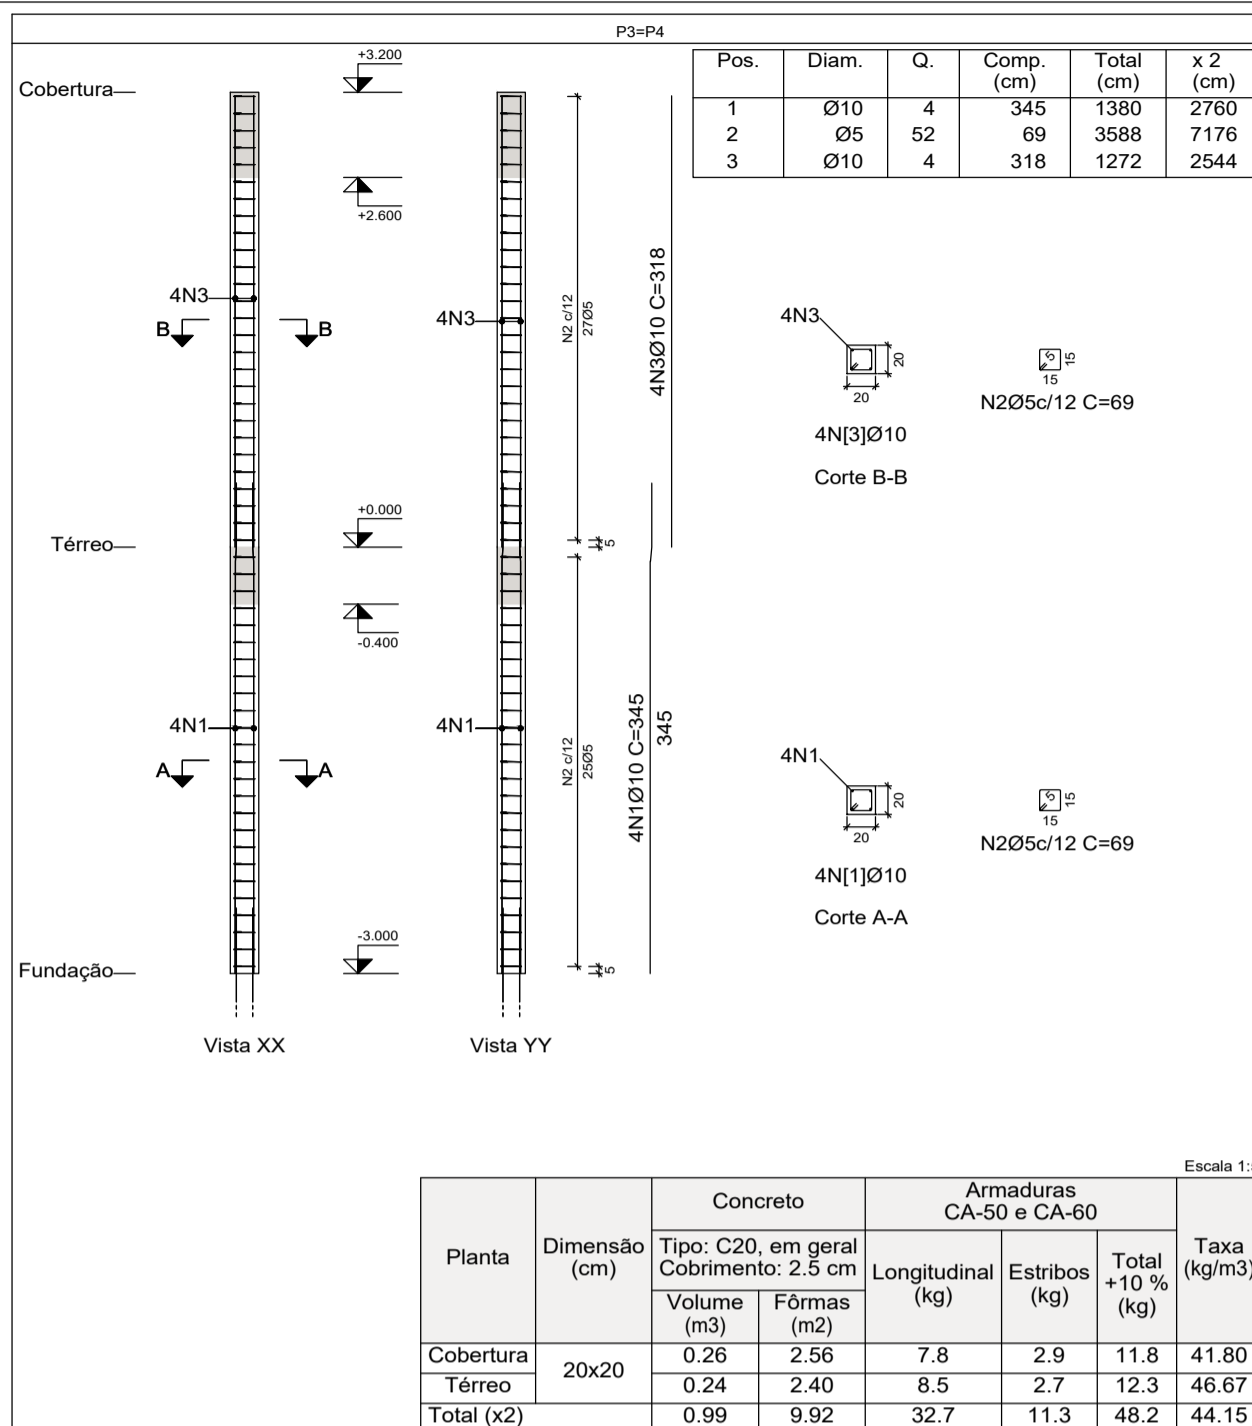 P3=P4
Pos. Diam. Q. Comp. (cm) Total (cm) x 2 (cm)
1 Ø10 4 345 1380 2760
2 Ø5 52 69 3588 7176
3 Ø10 4 318 1272 2544
Cobertura
+3.200
+2.600
4N3
B B
4N3
N2 c/12
27Ø5
4N3Ø10 C=318
4N3
20
20
4N[3]Ø10
Corte B-B
5
15
15
N2Ø5c/12 C=69
Térreo
+0.000
5
-0.400
4N1
A A
4N1
N2 c/12
25Ø5
4N1Ø10 C=345
345
4N1
20
20
4N[1]Ø10
Corte A-A
5
15
15
N2Ø5c/12 C=69
Fundação
-3.000
5
Vista XX
Vista YY
Planta
Dimensão (cm)
Concreto
Tipo: C20, em geral
Cobrimento: 2.5 cm
Volume (m3)
Fôrmas (m2)
Armaduras
CA-50 e CA-60
Longitudinal (kg)
Estribos (kg)
Total +10 % (kg)
Taxa (kg/m3)
Cobertura 20x20 0.26 2.56 7.8 2.9 11.8 41.80
Térreo 0.24 2.40 8.5 2.7 12.3 46.67
Total (x2) 0.99 9.92 32.7 11.3 48.2 44.15
Escala